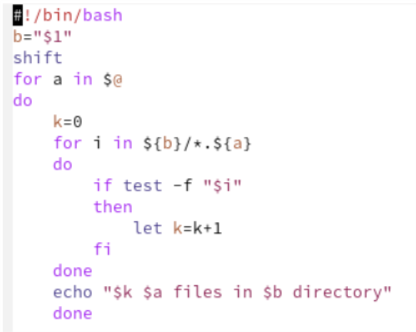 #!/bin/bash
b="$1"
shift
for a in $@
do
    k=0
    for i in ${b}/*.${a}
    do
        if test -f "$i"
        then
            let k=k+1
        fi
    done
    echo "$k $a files in $b directory"
    done